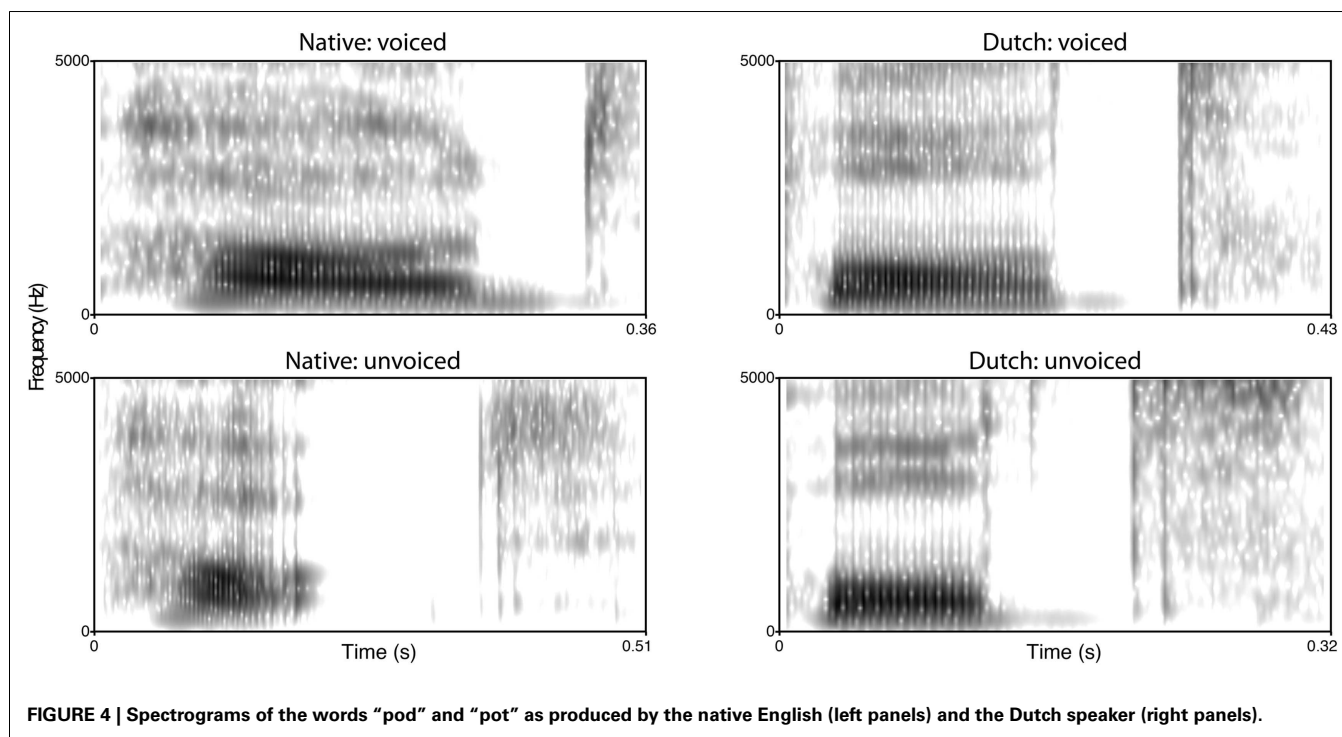 Native: voiced
Dutch: voiced
5000
5000
0
0
0
0.36
0
0.43
Frequency (Hz)
Native: unvoiced
Dutch: unvoiced
5000
5000
0
0
0
Time (s)
0.51
0
Time (s)
0.32
FIGURE 4 | Spectrograms of the words “pod” and “pot” as produced by the native English (left panels) and the Dutch speaker (right panels).